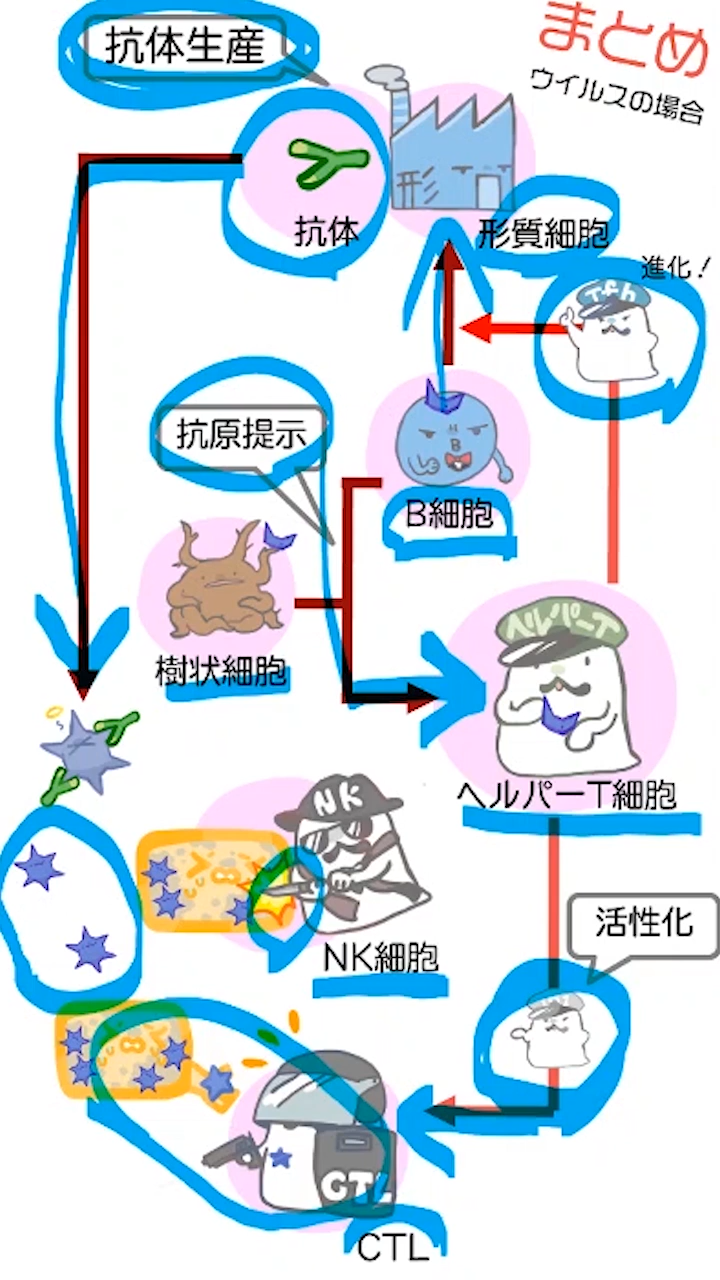 まとめ
ウイルスの場合
抗体生産
抗体
形質細胞
進化!
Tfh
抗原提示
B
B細胞
樹状細胞
ヘルパーT
ヘルパーT細胞
NK
NK細胞
活性化
CTL
CTL